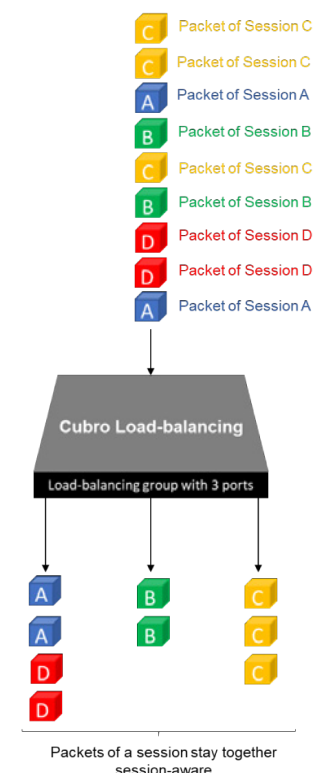 C Packet of Session C
C Packet of Session C
A Packet of Session A
B Packet of Session B
C Packet of Session C
B Packet of Session B
D Packet of Session D
D Packet of Session D
A Packet of Session A
Cubro Load-balancing
Load-balancing group with 3 ports
A B C
A B C
D C
D
Packets of a session stay together
session-aware